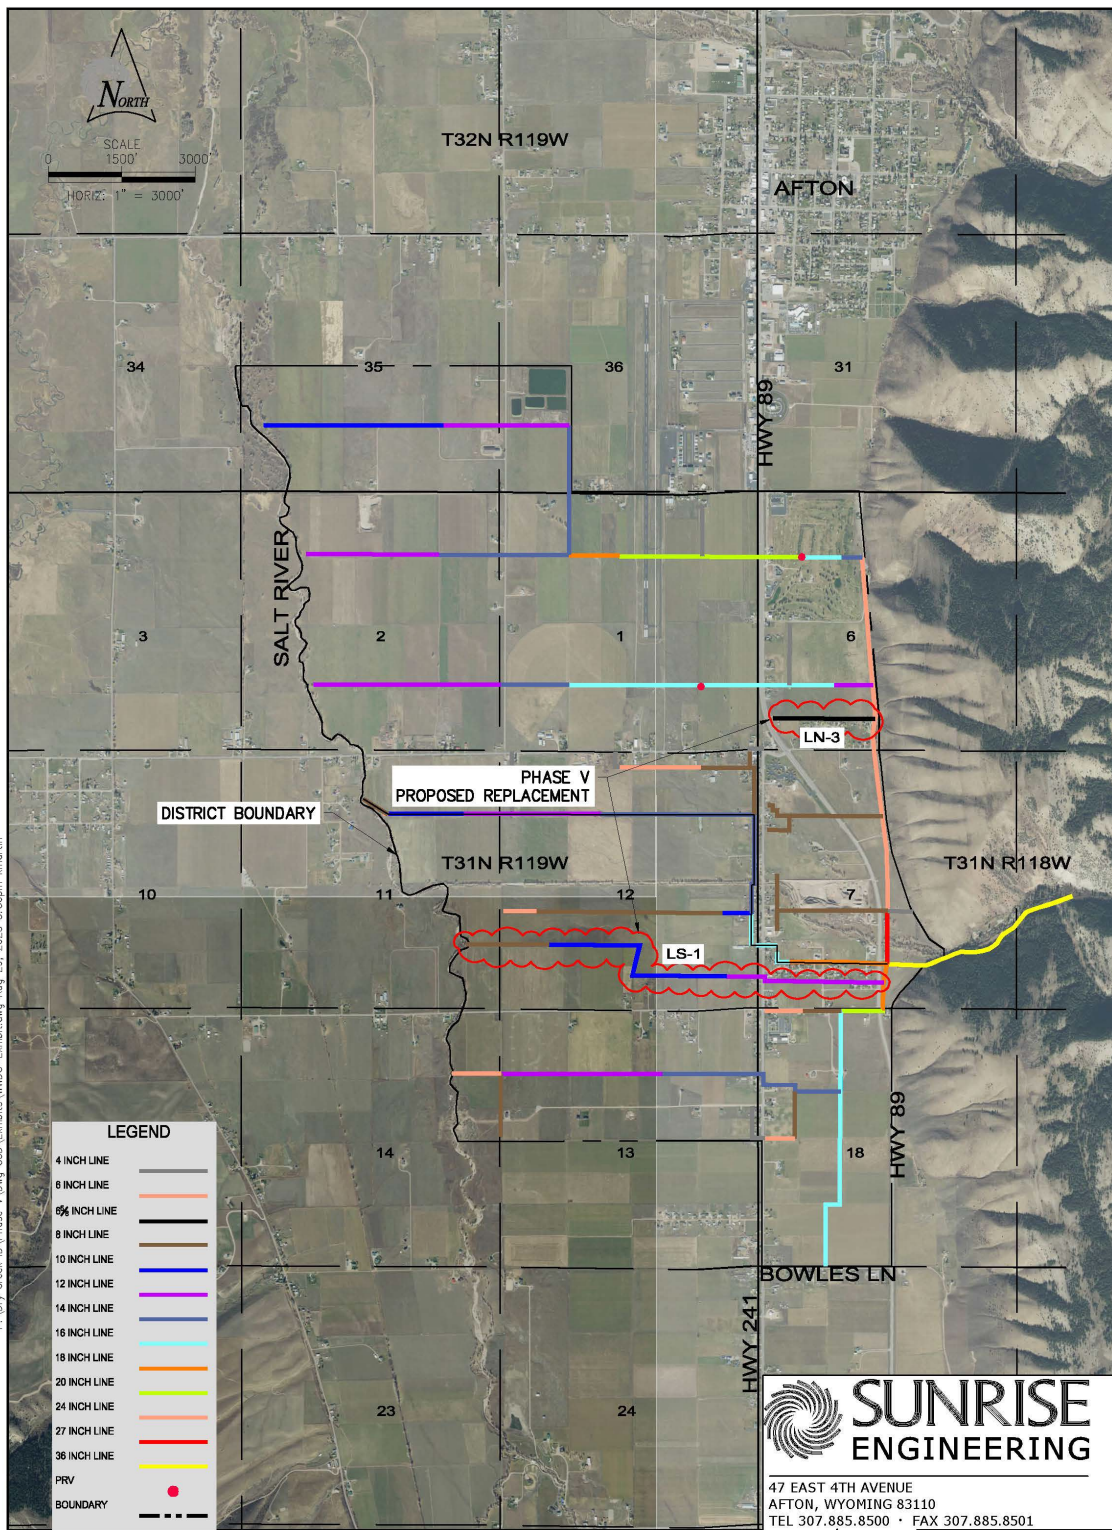 NORTH
SCALE
0 1500' 3000'
HORIZ: 1" = 3000'
T32N R119W
AFTON
34
35
36
31
HWY 89
SALT RIVER
3
2
1
6
LN-3
PHASE V
PROPOSED REPLACEMENT
DISTRICT BOUNDARY
T31N R119W
T31N R118W
10
11
12
7
LS-1
14
13
18
HWY 89
BOWLES LN
HWY 241
23
24
LEGEND
4 INCH LINE
6 INCH LINE
INCH LINE
8 INCH LINE
10 INCH LINE
12 INCH LINE
14 INCH LINE
16 INCH LINE
18 INCH LINE
20 INCH LINE
24 INCH LINE
27 INCH LINE
36 INCH LINE
PRV
BOUNDARY
SUNRISE
ENGINEERING
47 EAST 4TH AVENUE
AFTON, WYOMING 83110
TEL 307.885.8500 · FAX 307.885.8501